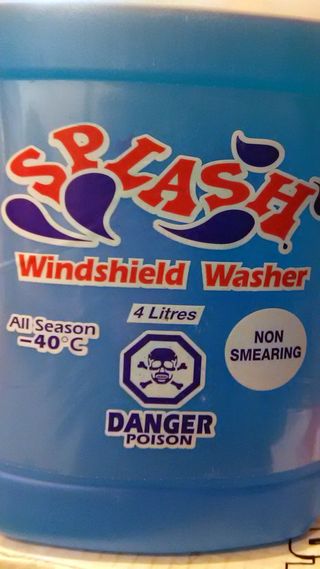 SPLASH
Windshield Washer
4 Litres
All Season
-40°C
NON
SMEARING
DANGER
POISON